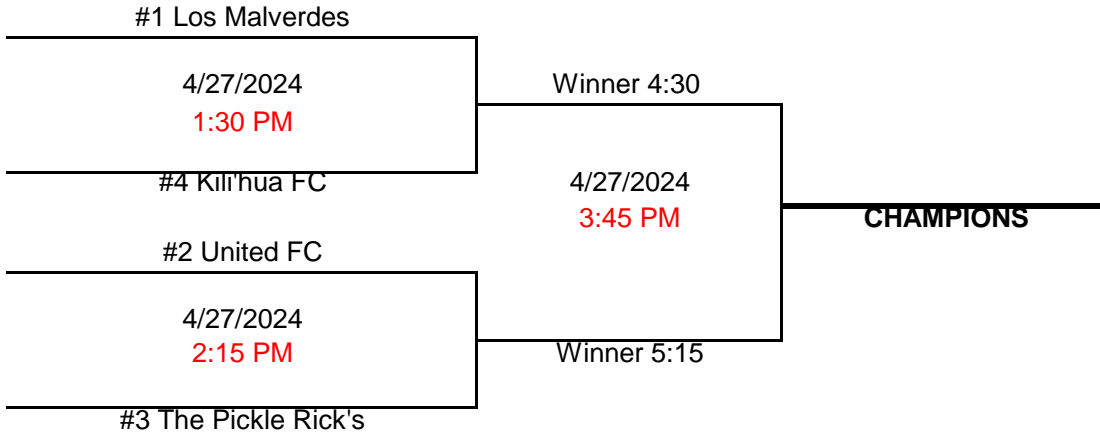 #1 Los Malverdes
4/27/2024
1:30 PM
#4 Kili'hua FC
#2 United FC
4/27/2024
2:15 PM
#3 The Pickle Rick's
Winner 4:30
4/27/2024
3:45 PM
Winner 5:15
CHAMPIONS